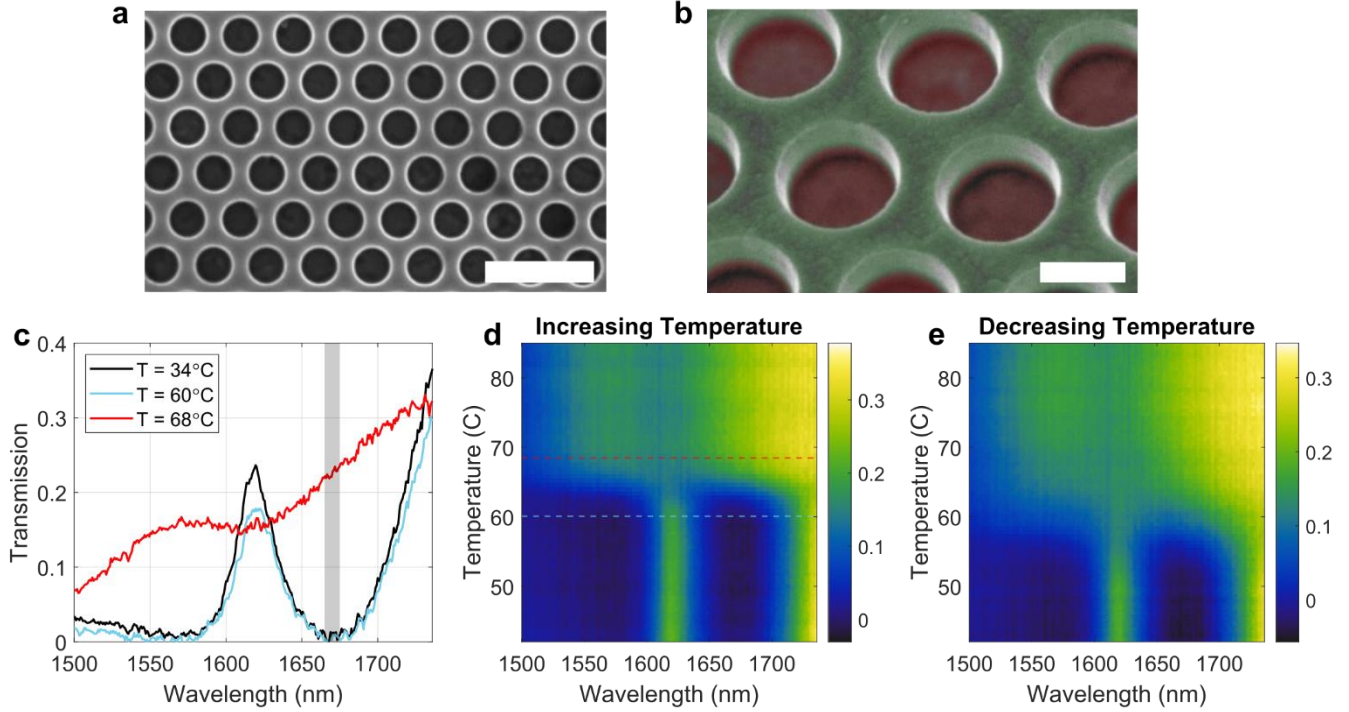 a
b
c
0.4
0.3
0.2
0.1
0
Transmission
T = 34°C
T = 60°C
T = 68°C
1500
1550
1600
1650
1700
Wavelength (nm)
d
Increasing Temperature
80
70
60
50
Temperature (C)
1500
1550
1600
1650
1700
Wavelength (nm)
0.3
0.2
0.1
0
e
Decreasing Temperature
80
70
60
50
Temperature (C)
1500
1550
1600
1650
1700
Wavelength (nm)
0.3
0.2
0.1
0